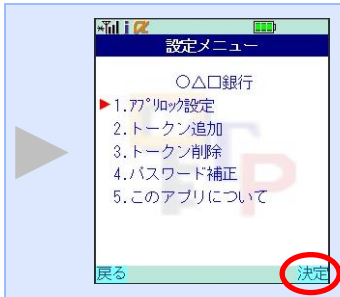 設定メニュー
○△□銀行
1.ｱﾌﾟﾘﾛｯｸ設定
2.トークン追加
3.トークン削除
4.パスワード補正
5.このアプリについて
戻る 決定